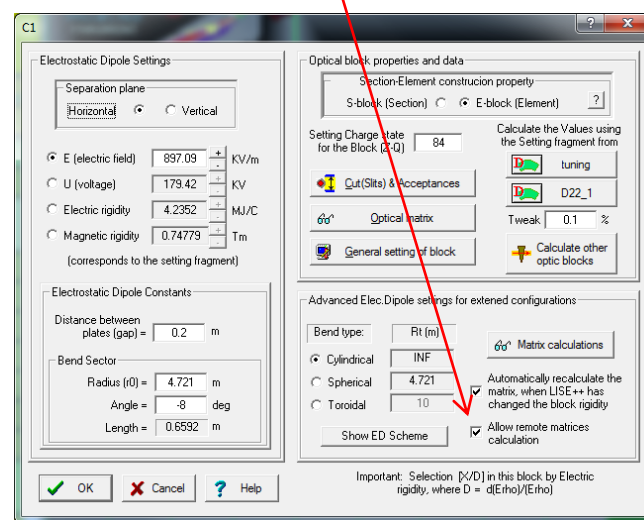 C1
?
X
Electrostatic Dipole Settings
Separation plane
Horizontal
Vertical
E (electric field)
897.09
+
-
KV/m
U (voltage)
179.42
+
-
KV
Electric rigidity
4.2352
+
-
MJ/C
Magnetic rigidity
0.74779
+
-
Tm
(corresponds to the setting fragment)
Electrostatic Dipole Constants
Distance between
plates (gap) =
0.2
m
Bend Sector
Radius (r0) =
4.721
m
Angle =
-8
deg
Length =
0.6592
m
OK
Cancel
? Help
Optical block properties and data
Section-Element construcion property
S-block (Section)
E-block (Element)
?
Setting Charge state
for the Block (Z-Q)
84
Cut(Slits) & Acceptances
Optical matrix
General setting of block
Calculate the Values using
the Setting fragment from
D
tuning
D
D22_1
Tweak
0.1
%
Calculate other
optic blocks
Advanced Elec.Dipole settings for extened configurations
Bend type:
Rt (m)
Cylindrical
INF
Spherical
4.721
Toroidal
10
Show ED Scheme
Matrix calculations
Automatically recalculate the
matrix, when LISE++ has
changed the block rigidity
Allow remote matrices
calculation
Important: Selection [X/D] in this block by Electric
rigidity, where D = d(Erho)/(Erho)